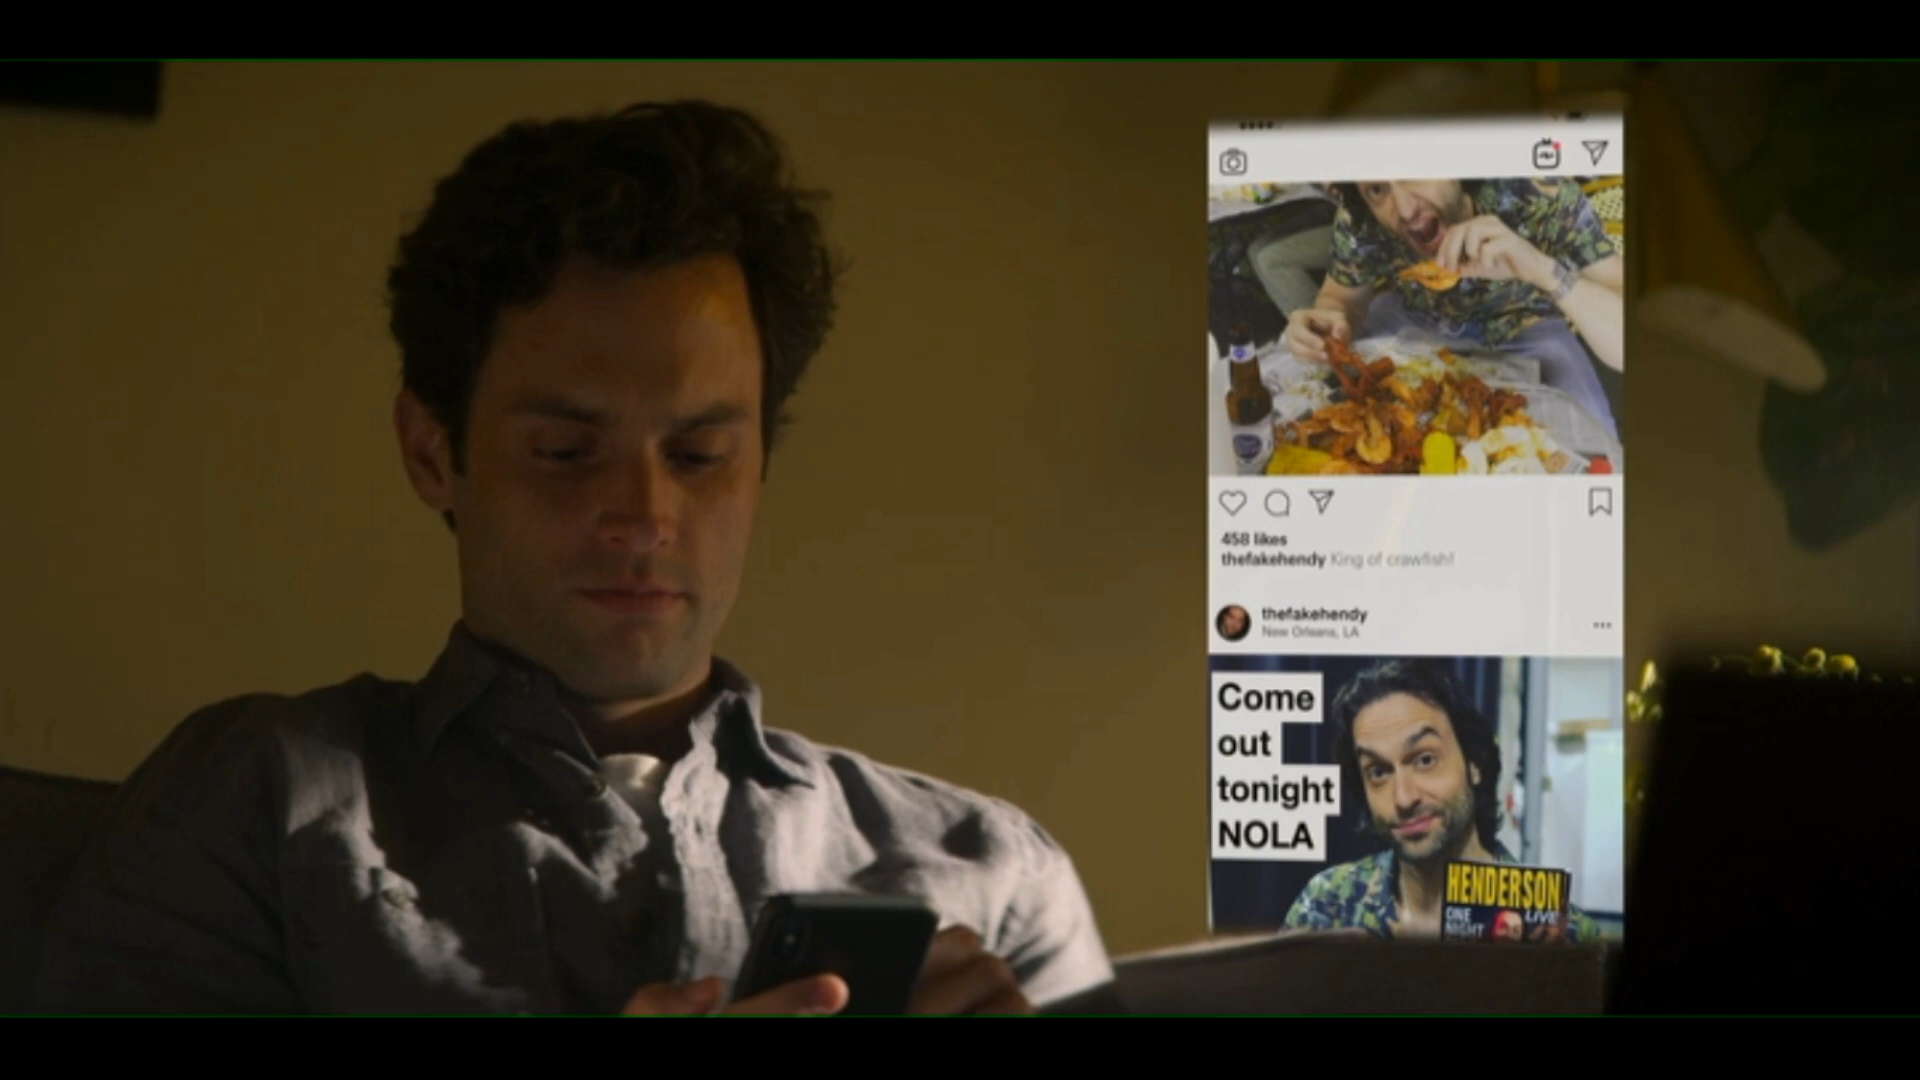 458 likes
thefakehendy King of crawfish!
thefakehendy
New Orleans, LA
Come
out
tonight
NOLA
HENDERSON
ONE
NIGHT
LIVE